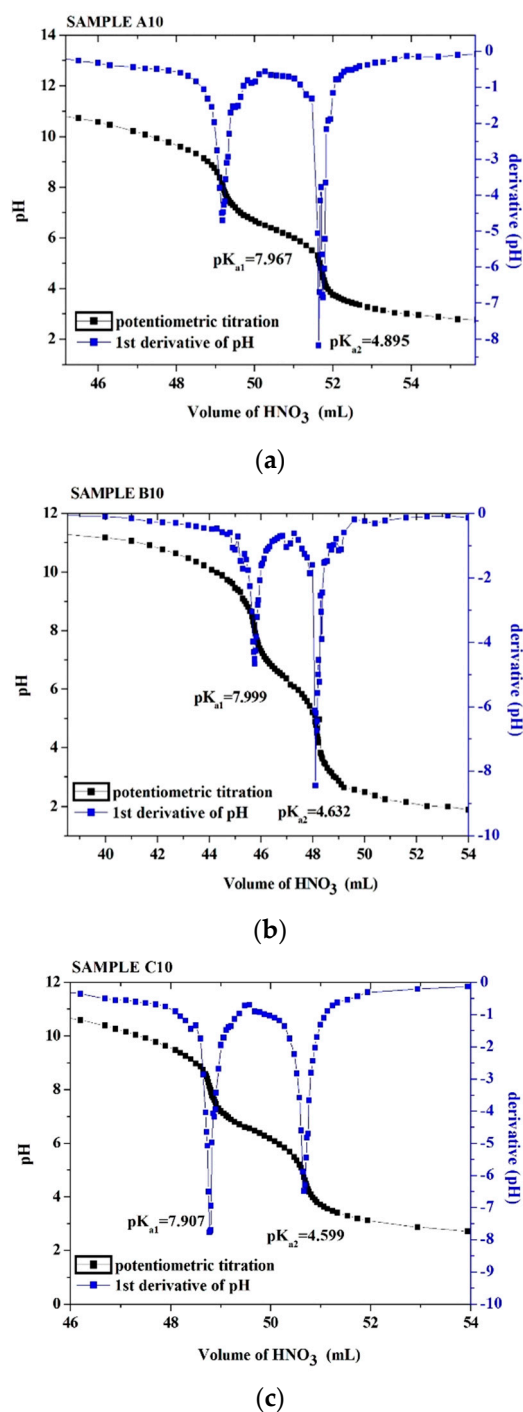 SAMPLE A10
14
12
10
8
6
4
2
0
-1
-2
-3
-4
-5
-6
-7
-8
pH
derivative (pH)
pKa1=7.967
potentiometric titration
1st derivative of pH
pKa2=4.895
46 48 50 52 54
Volume of HNO3 (mL)
(a)
SAMPLE B10
12
10
8
6
4
2
0
-2
-4
-6
-8
-10
pH
derivative (pH)
pKa1=7.999
potentiometric titration
1st derivative of pH
pKa2=4.632
40 42 44 46 48 50 52 54
Volume of HNO3 (mL)
(b)
SAMPLE C10
12
10
8
6
4
2
0
0
-1
-2
-3
-4
-5
-6
-7
-8
-9
-10
pH
derivative (pH)
pKa1=7.907
pKa2=4.599
potentiometric titration
1st derivative of pH
46 48 50 52 54
Volume of HNO3 (mL)
(c)